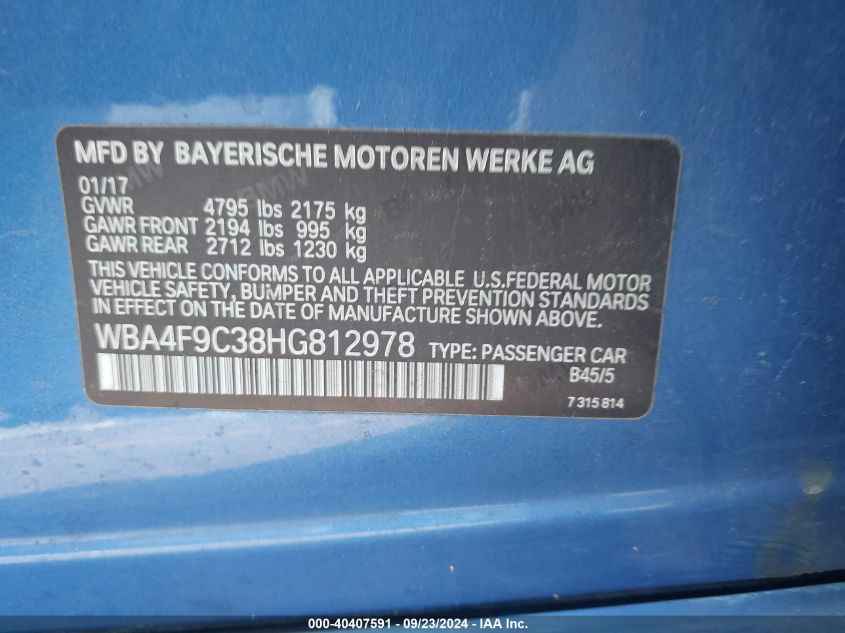 MFD BY BAYERISCHE MOTOREN WERKE AG
01/17
GVWR 4795 lbs 2175 kg
GAWR FRONT 2194 lbs 995 kg
GAWR REAR 2712 lbs 1230 kg
THIS VEHICLE CONFORMS TO ALL APPLICABLE U.S.FEDERAL MOTOR
VEHICLE SAFETY, BUMPER AND THEFT PREVENTION STANDARDS
IN EFFECT ON THE DATE OF MANUFACTURE SHOWN ABOVE
WBA4F9C38HG812978 TYPE: PASSENGER CAR
B45/5
7 315 814
000-40407591 - 09/23/2024 - IAA Inc.